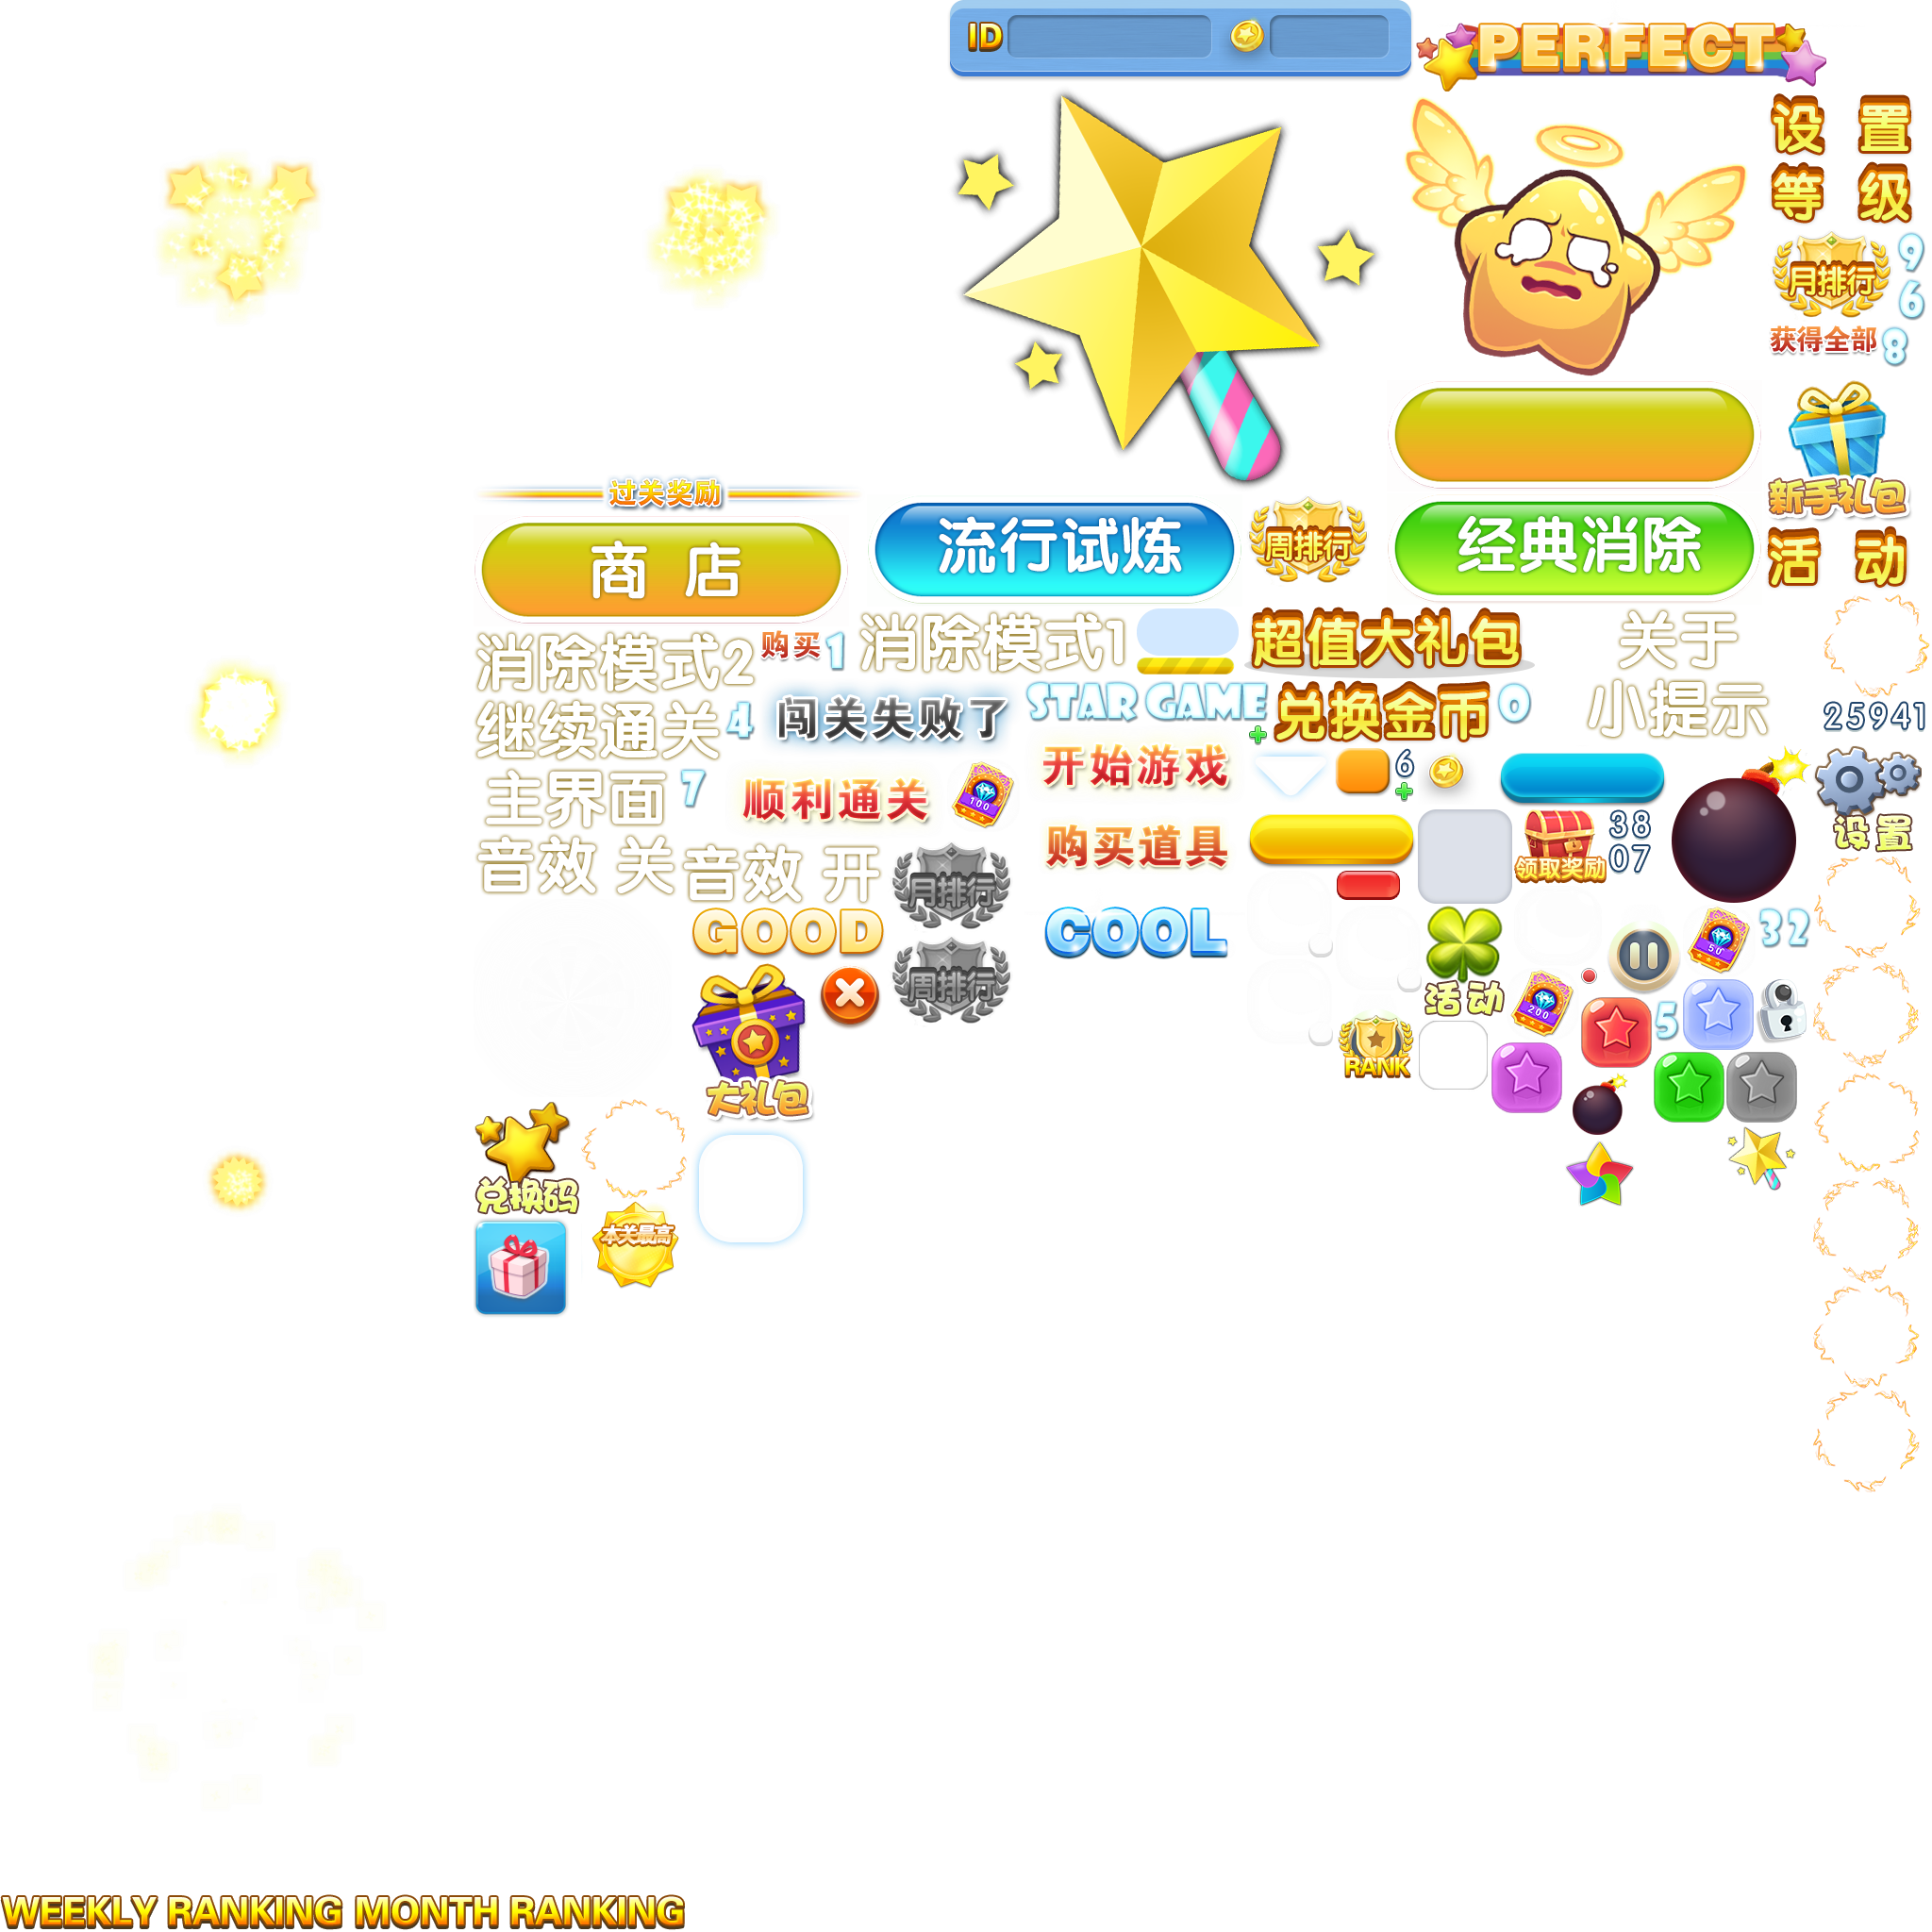 ID
PERFECT
设 置
等 级
月排行
9
6
获得全部
8
过关奖励
新手礼包
商 店
流行试炼
周排行
经典消除
活 动
消除模式2
购买
1
消除模式1
超值大礼包
关于
继续通关
4
闯关失败了
STAR GAME
兑换金币
0
小提示
25941
主界面
7
顺利通关
100
开始游戏
6
音效 关
音效 开
月排行
购买道具
领取奖励
38
07
设置
GOOD
COOL
周排行
活动
50
32
200
5
RANK
大礼包
兑换码
本关最高
WEEKLY RANKING MONTH RANKING